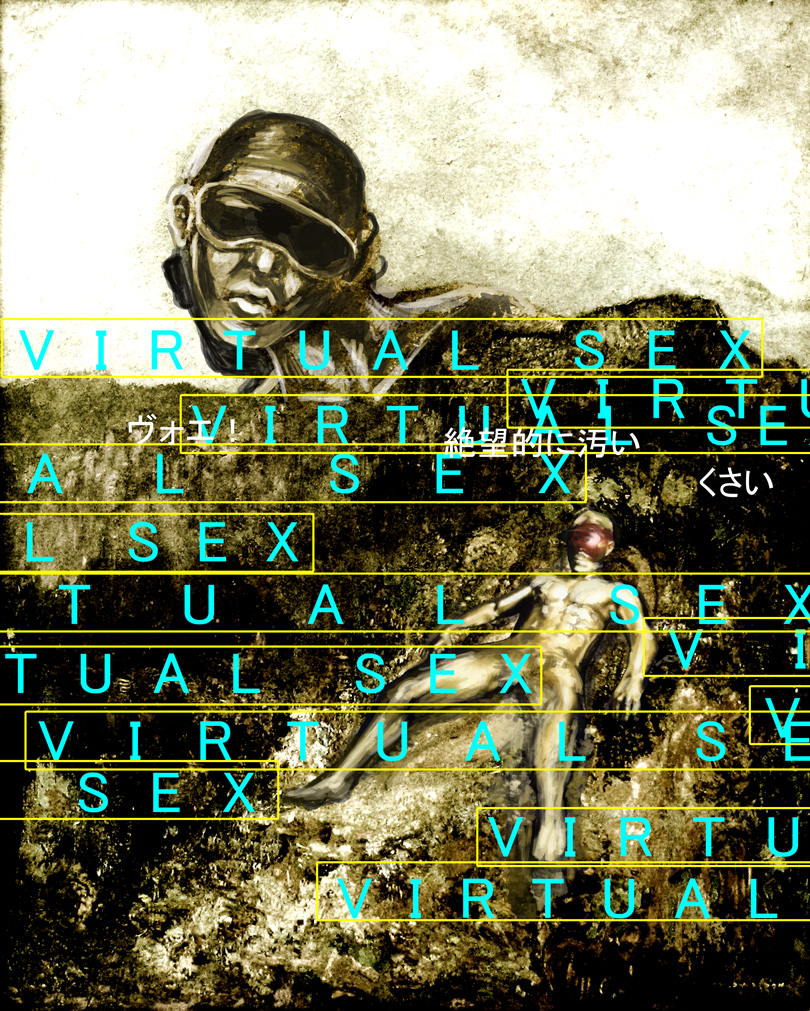 VIRTUAL SEX
VIRTU
VIRTUAL SE
ヴォエ！
絶望的に汚い
AL SEX
くさい
L SEX
TUAL SEX
VI
TUAL SEX
V
VIRTUAL SE
SEX
VIRTU
VIRTUAL